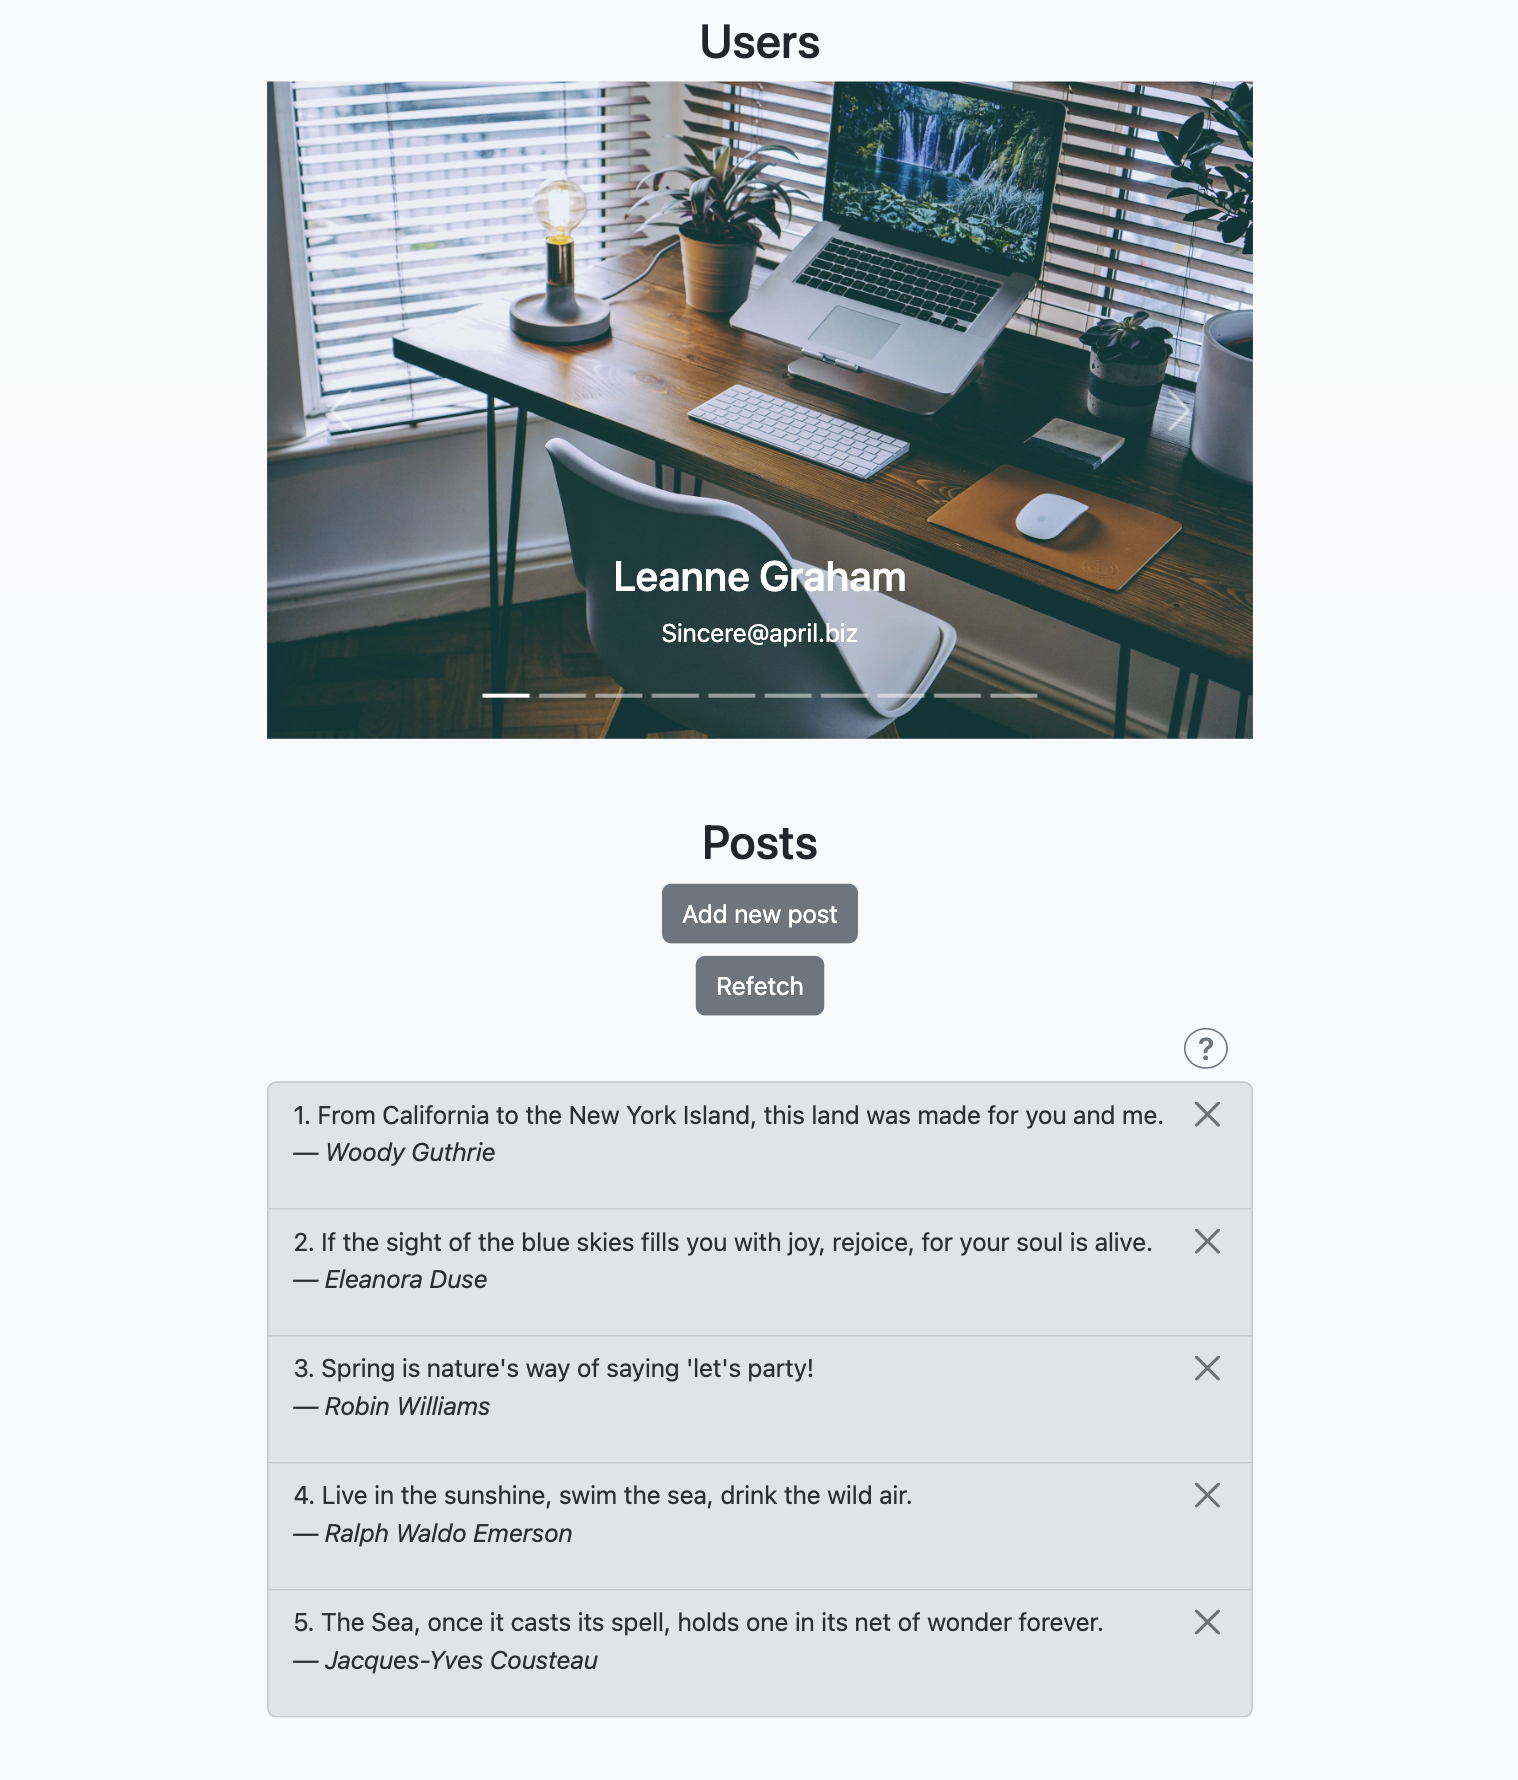 Users
Leanne Graham
Sincere@april.biz
Posts
Add new post
Refetch
?
1. From California to the New York Island, this land was made for you and me.
— Woody Guthrie
2. If the sight of the blue skies fills you with joy, rejoice, for your soul is alive.
— Eleanora Duse
3. Spring is nature's way of saying 'let's party!
— Robin Williams
4. Live in the sunshine, swim the sea, drink the wild air.
— Ralph Waldo Emerson
5. The Sea, once it casts its spell, holds one in its net of wonder forever.
— Jacques-Yves Cousteau